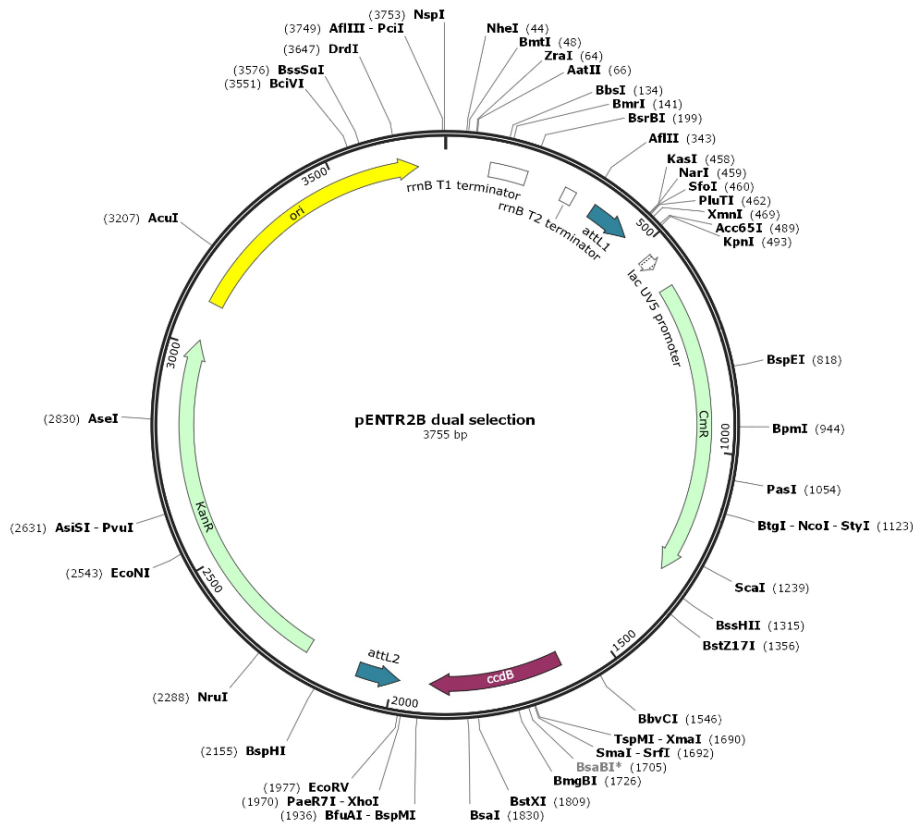 NspI (3753)
AflIII - PciI (3749)
DrdI (3647)
BssSαI (3576)
BciVI (3551)
AcuI (3207)
AseI (2830)
AsiSI - PvuI (2631)
EcoNI (2543)
NruI (2288)
BspHI (2155)
EcoRV (1977)
PaeR7I - XhoI (1970)
BfuAI - BspMI (1936)
NheI (44)
BmtI (48)
ZraI (64)
AatII (66)
BbsI (134)
BmrI (141)
BsrBI (199)
AflII (343)
KasI (458)
NarI (459)
SfoI (460)
PluTI (462)
XmnI (469)
Acc65I (489)
KpnI (493)
BspEI (818)
BpmI (944)
PasI (1054)
BtgI - NcoI - StyI (1123)
ScaI (1239)
BssHII (1315)
BstZ17I (1356)
BbvCI (1546)
TspMI - XmaI (1690)
SmaI - SrfI (1692)
BsaBI* (1705)
BmgBI (1726)
BstXI (1809)
BsaI (1830)
rrnB T1 terminator
rrnB T2 terminator
attL1
lac UV5 promoter
CmR
ccdB
attL2
KanR
ori
500
1000
1500
2000
2500
3000
3500
pENTR2B dual selection
3755 bp